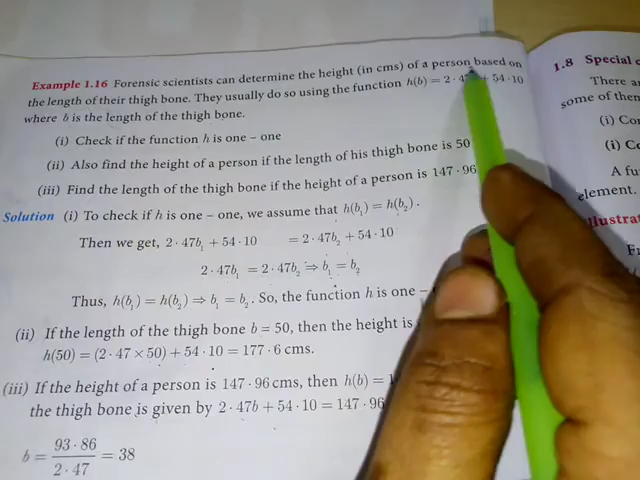 Example 1.16 Forensic scientists can determine the height (in cms) of a person based on
the length of their thigh bone. They usually do so using the function h(b) = 2·47 + 54·10
where b is the length of the thigh bone.
(i) Check if the function h is one – one
(ii) Also find the height of a person if the length of his thigh bone is 50
(iii) Find the length of the thigh bone if the height of a person is 147·96
Solution (i) To check if h is one – one, we assume that h(b₁) = h(b₂).
Then we get, 2·47b₁ + 54·10 = 2·47b₂ + 54·10
2·47b₁ = 2·47b₂ ⇒ b₁ = b₂
Thus, h(b₁) = h(b₂) ⇒ b₁ = b₂. So, the function h is one –
(ii) If the length of the thigh bone b = 50, then the height is
h(50) = (2·47 × 50) + 54·10 = 177·6 cms.
(iii) If the height of a person is 147·96 cms, then h(b) = 1
the thigh bone is given by 2·47b + 54·10 = 147·96
b = 93·86 / 2·47 = 38
1.8 Special
There
some of
(i)
(i)
A
element.